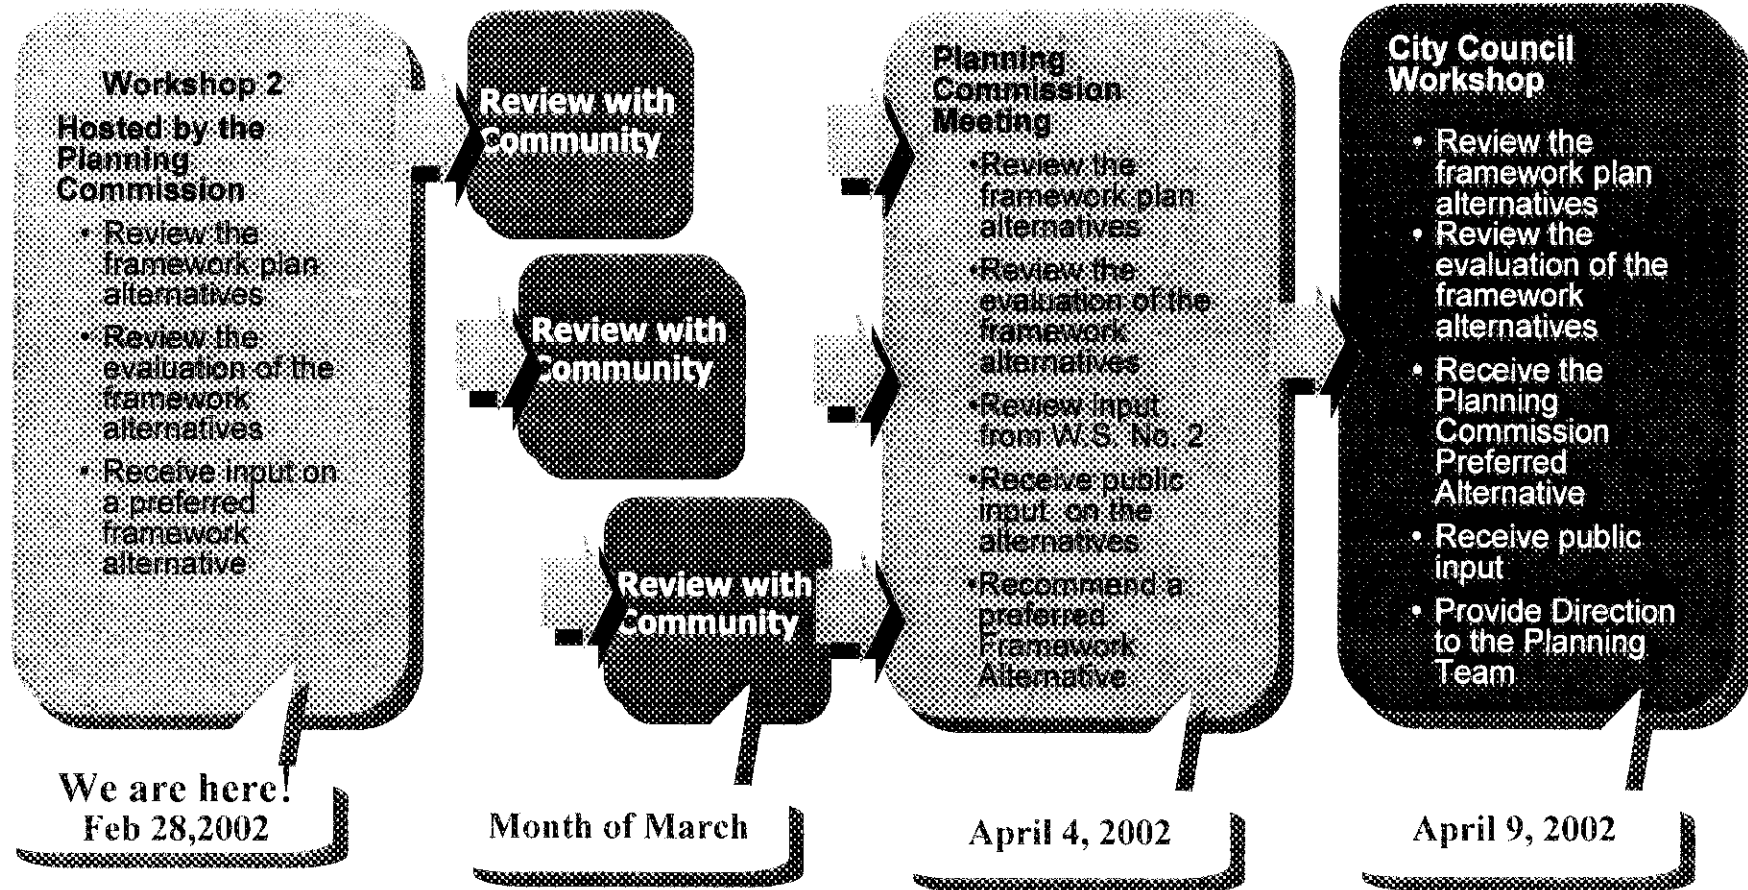 Workshop 2
Hosted by the
Planning
Commission
• Review the
framework plan
alternatives
• Review the
evaluation of the
framework
alternatives
• Receive input on
a preferred
framework
alternative
We are here!
Feb 28,2002
Review with
Community
Review with
Community
Review with
Community
Month of March
Planning
Commission
Meeting
•Review the
framework plan
alternatives
•Review the
evaluation of the
framework
alternatives
•Review input
from W.S. No. 2
•Receive public
input on the
alternatives
•Recommend a
preferred
Framework
Alternative
April 4, 2002
City Council
Workshop
• Review the
framework plan
alternatives
• Review the
evaluation of the
framework
alternatives
• Receive the
Planning
Commission
Preferred
Alternative
• Receive public
input
• Provide Direction
to the Planning
Team
April 9, 2002